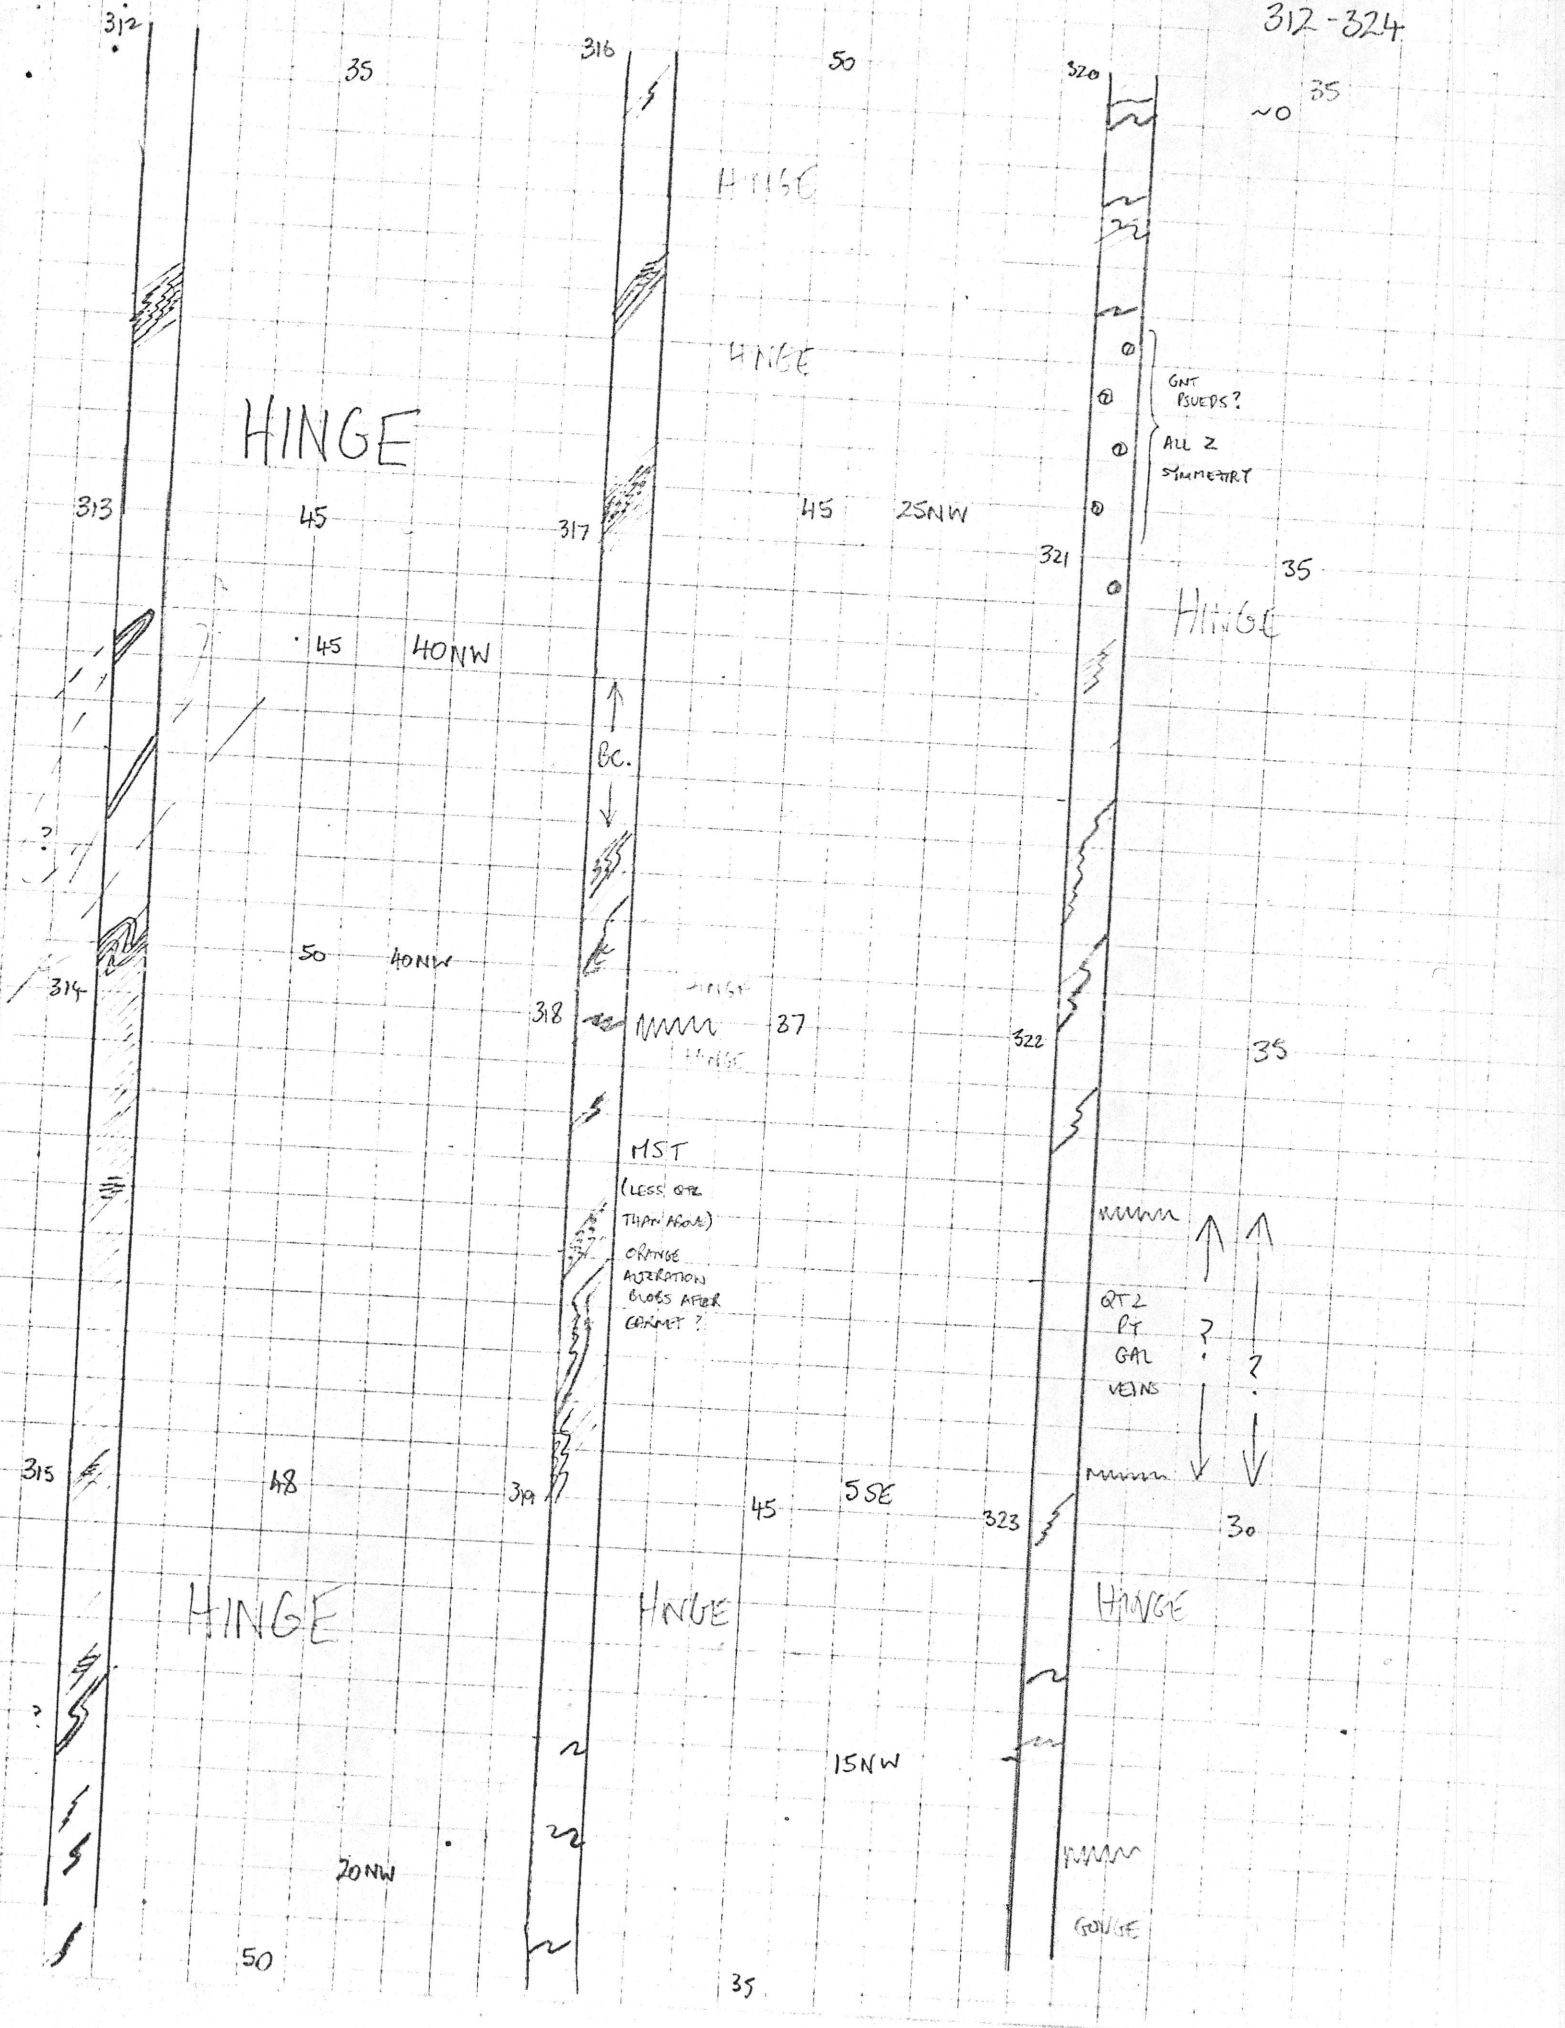 312-324
312
35
HINGE
313
45
45 40NW
?
50 40NW
314
315
48
HINGE
?
20NW
50
316
50
HINGE
HINGE
317
45 25NW
BC.
HINGE
318
37
HINGE
MST
(LESS QTZ
THAN ABOVE)
ORANGE
ALTERATION
BLOBS AFTER
GARNET?
319
45 5SE
HINGE
15NW
35
320
35
~0
GNT
PSUEDS?
ALL Z
SYMMETRY
321
35
HINGE
322
35
QTZ
PY
GAL
VEINS
?
?
323
30
HINGE
GOUGE